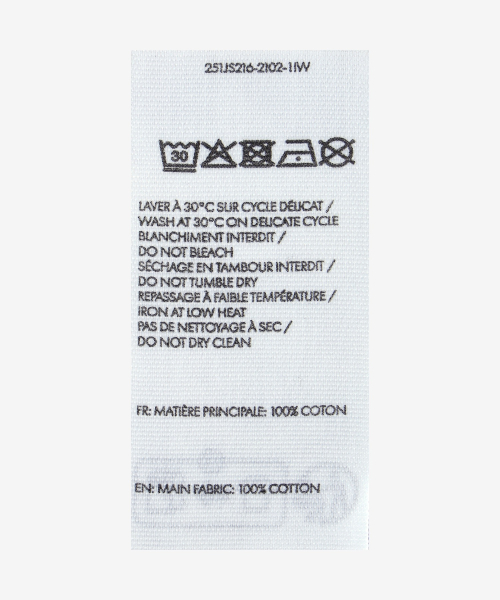 251JS216-2102-11W
30
LAVER À 30°C SUR CYCLE DÉLICAT /
WASH AT 30°C ON DELICATE CYCLE
BLANCHIMENT INTERDIT /
DO NOT BLEACH
SÉCHAGE EN TAMBOUR INTERDIT /
DO NOT TUMBLE DRY
REPASSAGE À FAIBLE TEMPÉRATURE /
IRON AT LOW HEAT
PAS DE NETTOYAGE À SEC /
DO NOT DRY CLEAN
FR: MATIÈRE PRINCIPALE: 100% COTON
EN: MAIN FABRIC: 100% COTTON